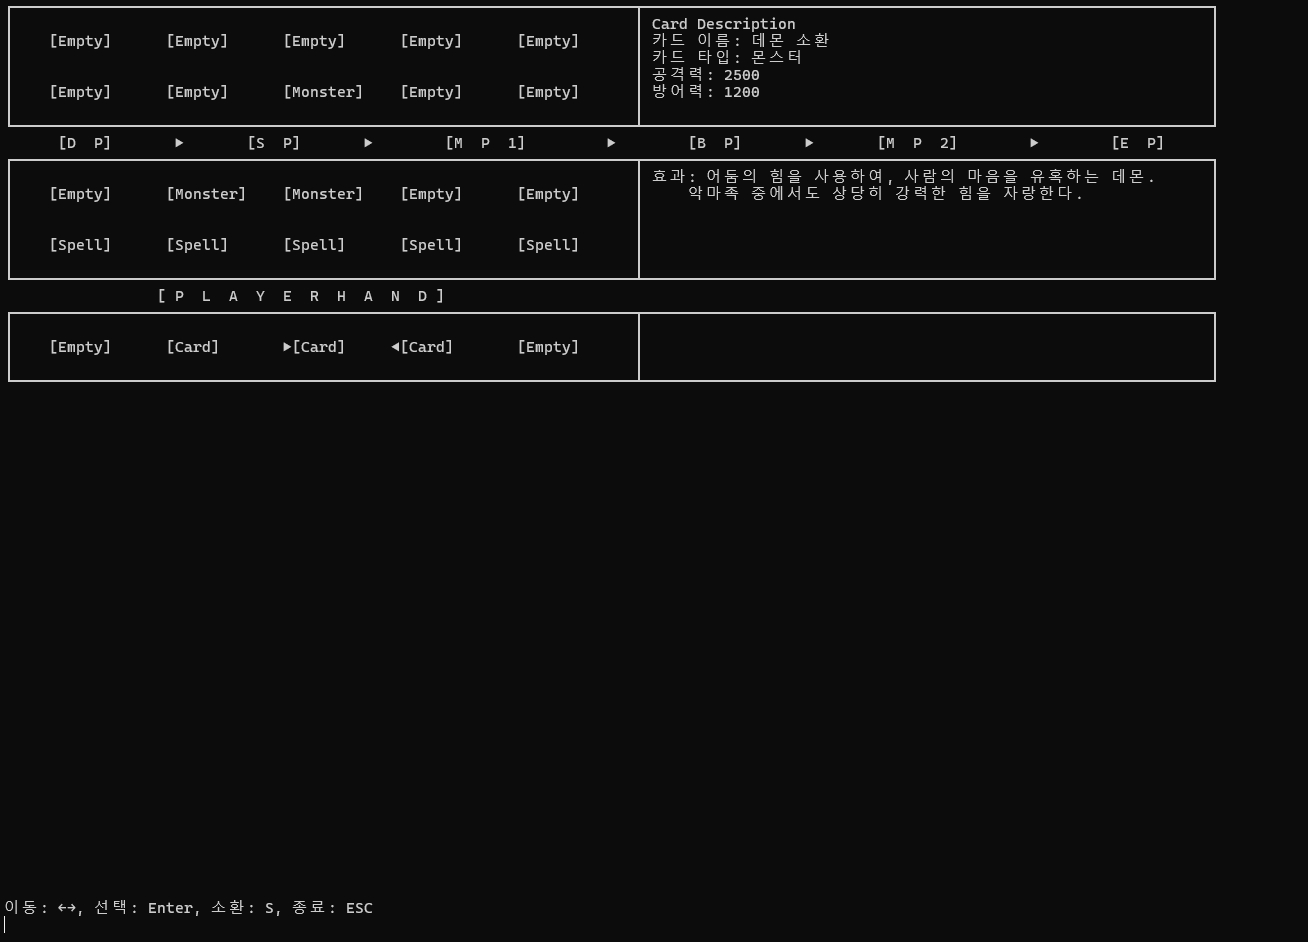 [Empty] [Empty] [Empty] [Empty] [Empty]
[Empty] [Empty] [Monster] [Empty] [Empty]
Card Description
카드 이름: 데몬 소환
카드 타입: 몬스터
공격력: 2500
방어력: 1200
[D P] ► [S P] ► [M P 1] ► [B P] ► [M P 2] ► [E P]
[Empty] [Monster] [Monster] [Empty] [Empty]
[Spell] [Spell] [Spell] [Spell] [Spell]
효과: 어둠의 힘을 사용하여, 사람의 마음을 유혹하는 데몬.
악마족 중에서도 상당히 강력한 힘을 자랑한다.
[ P L A Y E R H A N D ]
[Empty] [Card] ►[Card] ◄[Card] [Empty]
이동: ↔, 선택: Enter, 소환: S, 종료: ESC